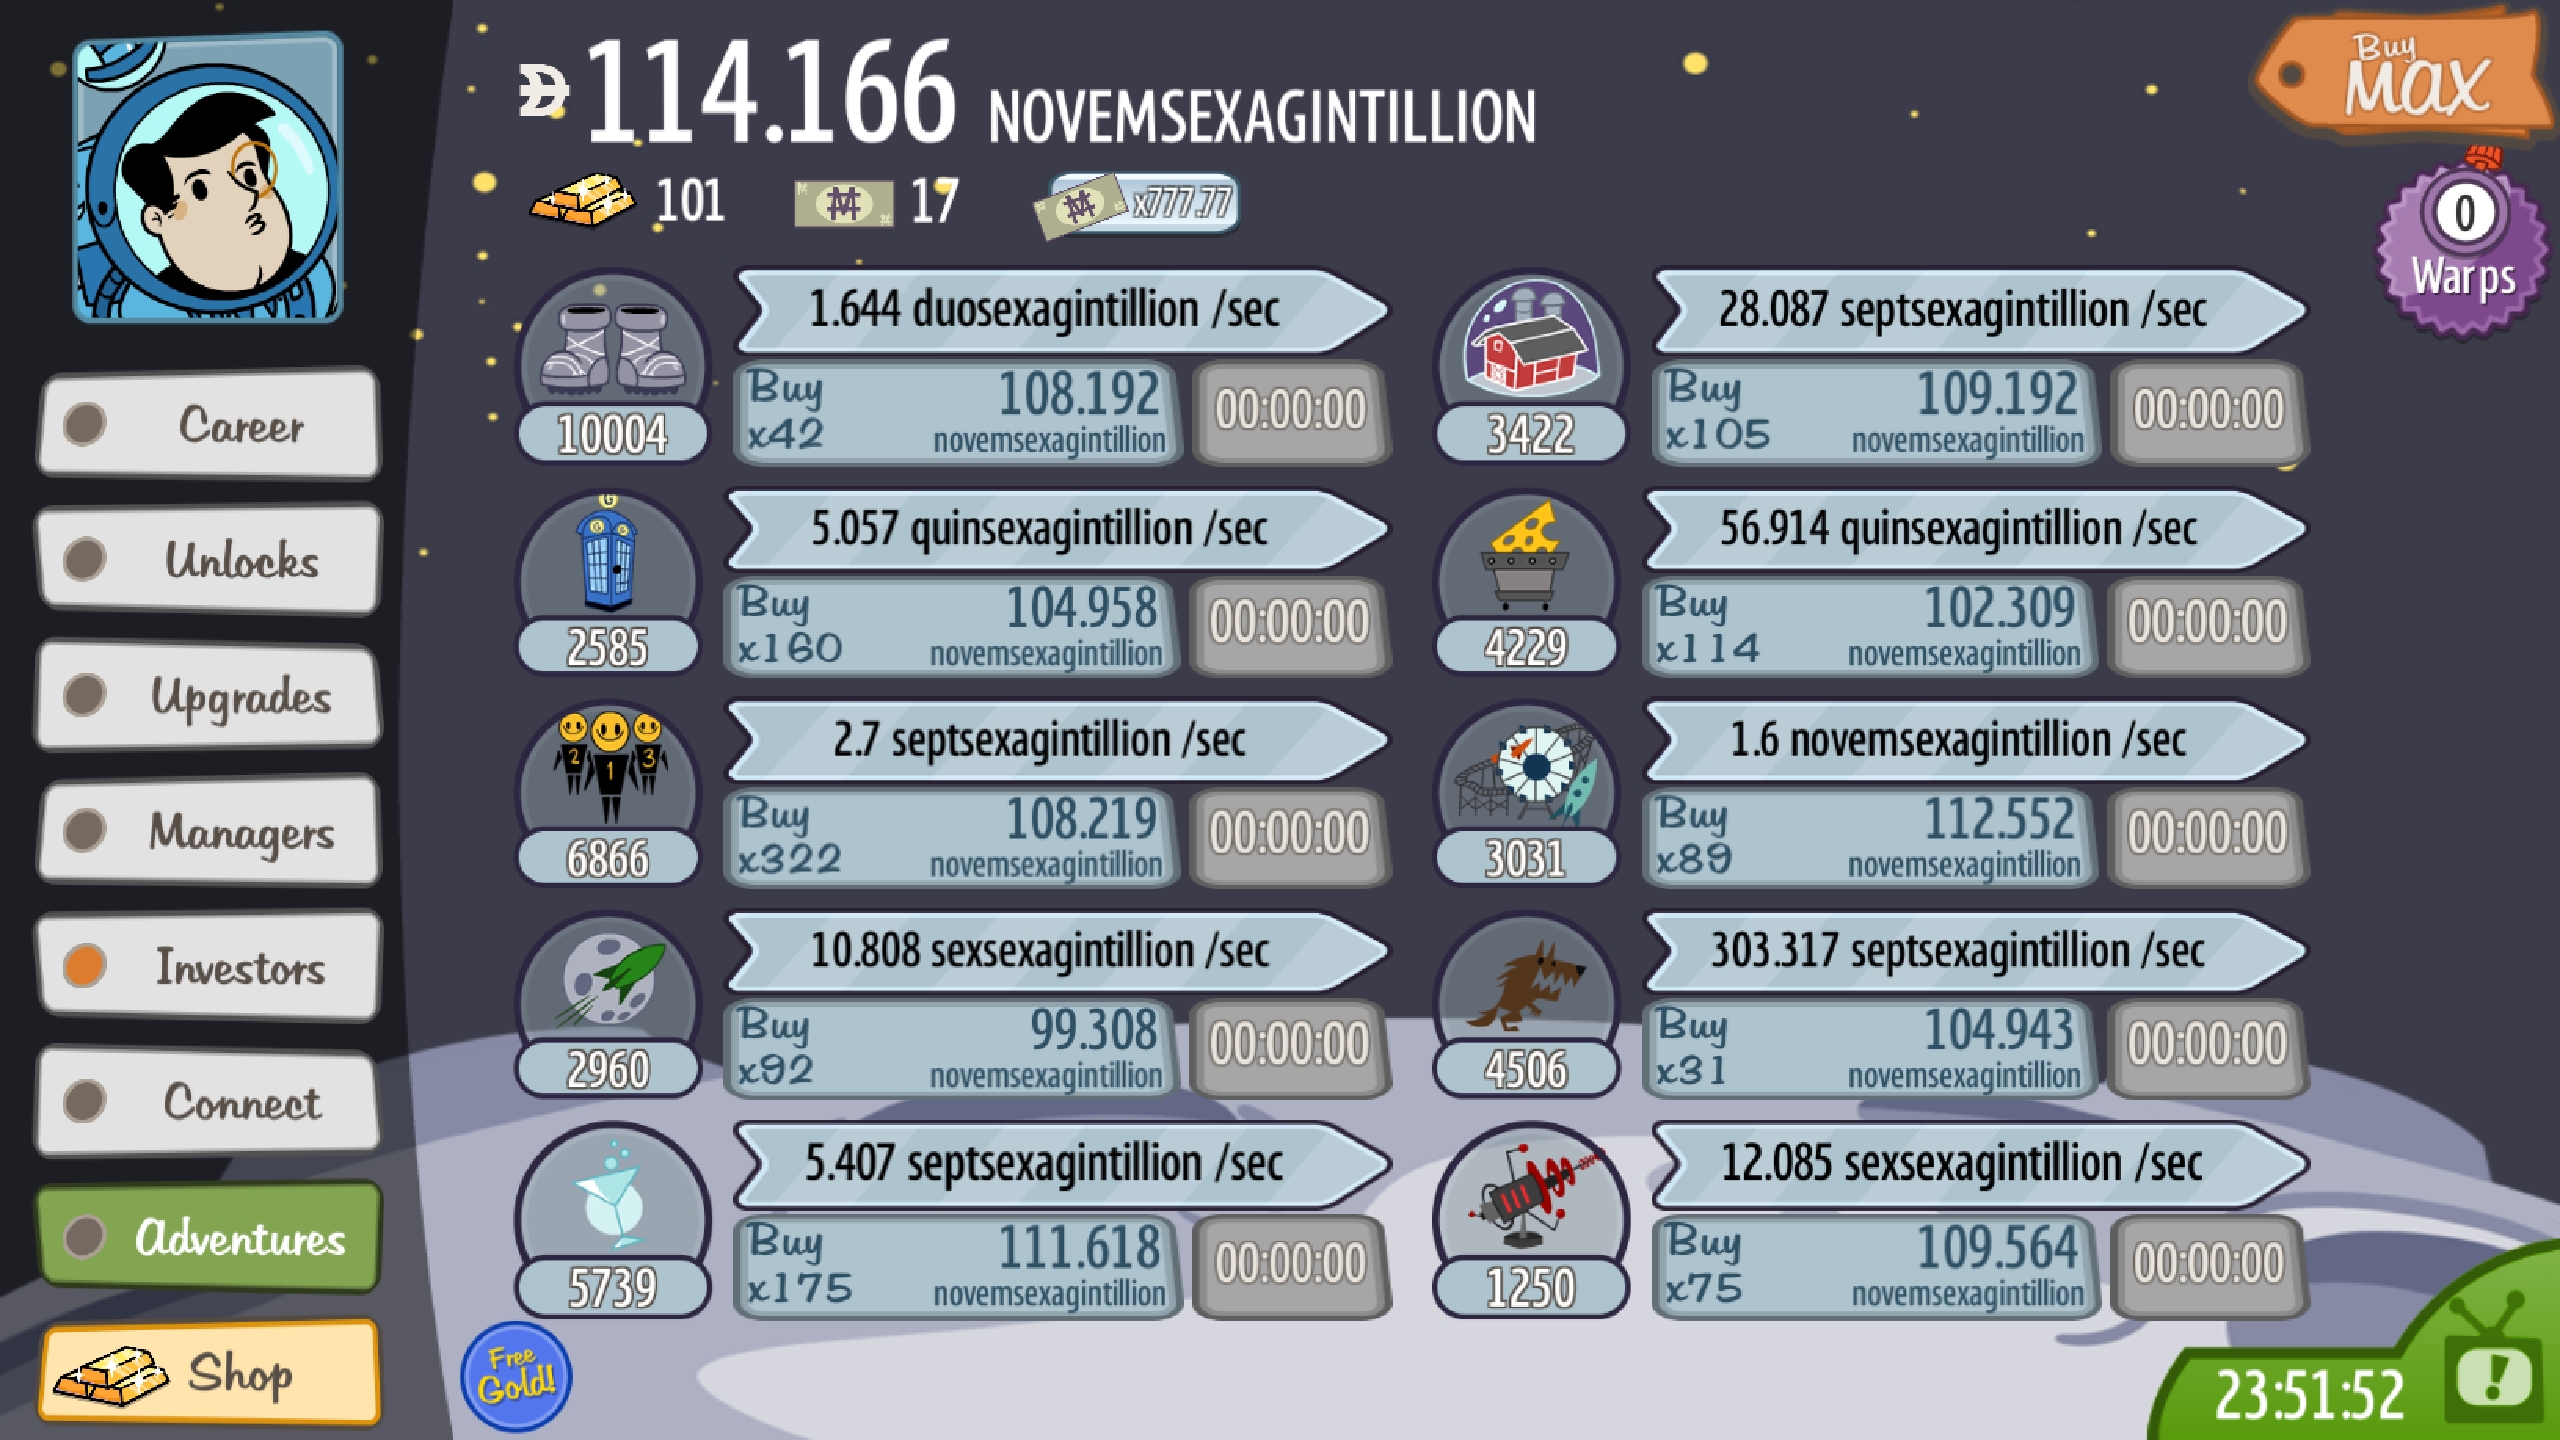 114.166 NOVEMSEXAGINTILLION
Buy
MAX
101
17
x777.77
0
Warps
Career
Unlocks
Upgrades
Managers
Investors
Connect
Adventures
Shop
1.644 duosexagintillion /sec
10004
Buy
x42
108.192
novemsexagintillion
00:00:00
28.087 septsexagintillion /sec
3422
Buy
x105
109.192
novemsexagintillion
00:00:00
5.057 quinsexagintillion /sec
2585
Buy
x160
104.958
novemsexagintillion
00:00:00
56.914 quinsexagintillion /sec
4229
Buy
x114
102.309
novemsexagintillion
00:00:00
2.7 septsexagintillion /sec
2 1 3
6866
Buy
x322
108.219
novemsexagintillion
00:00:00
1.6 novemsexagintillion /sec
3031
Buy
x89
112.552
novemsexagintillion
00:00:00
10.808 sexsexagintillion /sec
2960
Buy
x92
99.308
novemsexagintillion
00:00:00
303.317 septsexagintillion /sec
4506
Buy
x31
104.943
novemsexagintillion
00:00:00
5.407 septsexagintillion /sec
5739
Buy
x175
111.618
novemsexagintillion
00:00:00
12.085 sexsexagintillion /sec
1250
Buy
x75
109.564
novemsexagintillion
00:00:00
Free
Gold!
23:51:52
!